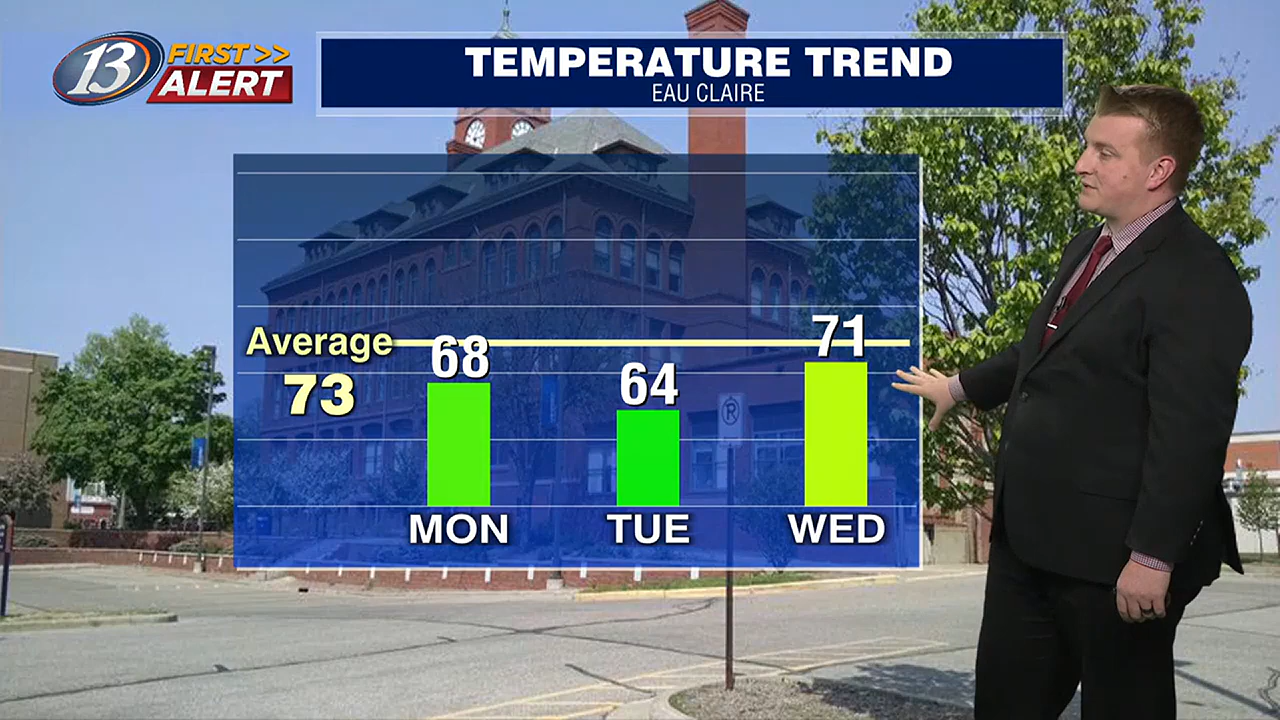 13 FIRST >>
ALERT
TEMPERATURE TREND
EAU CLAIRE
Average
73
68
64
71
MON TUE WED
P